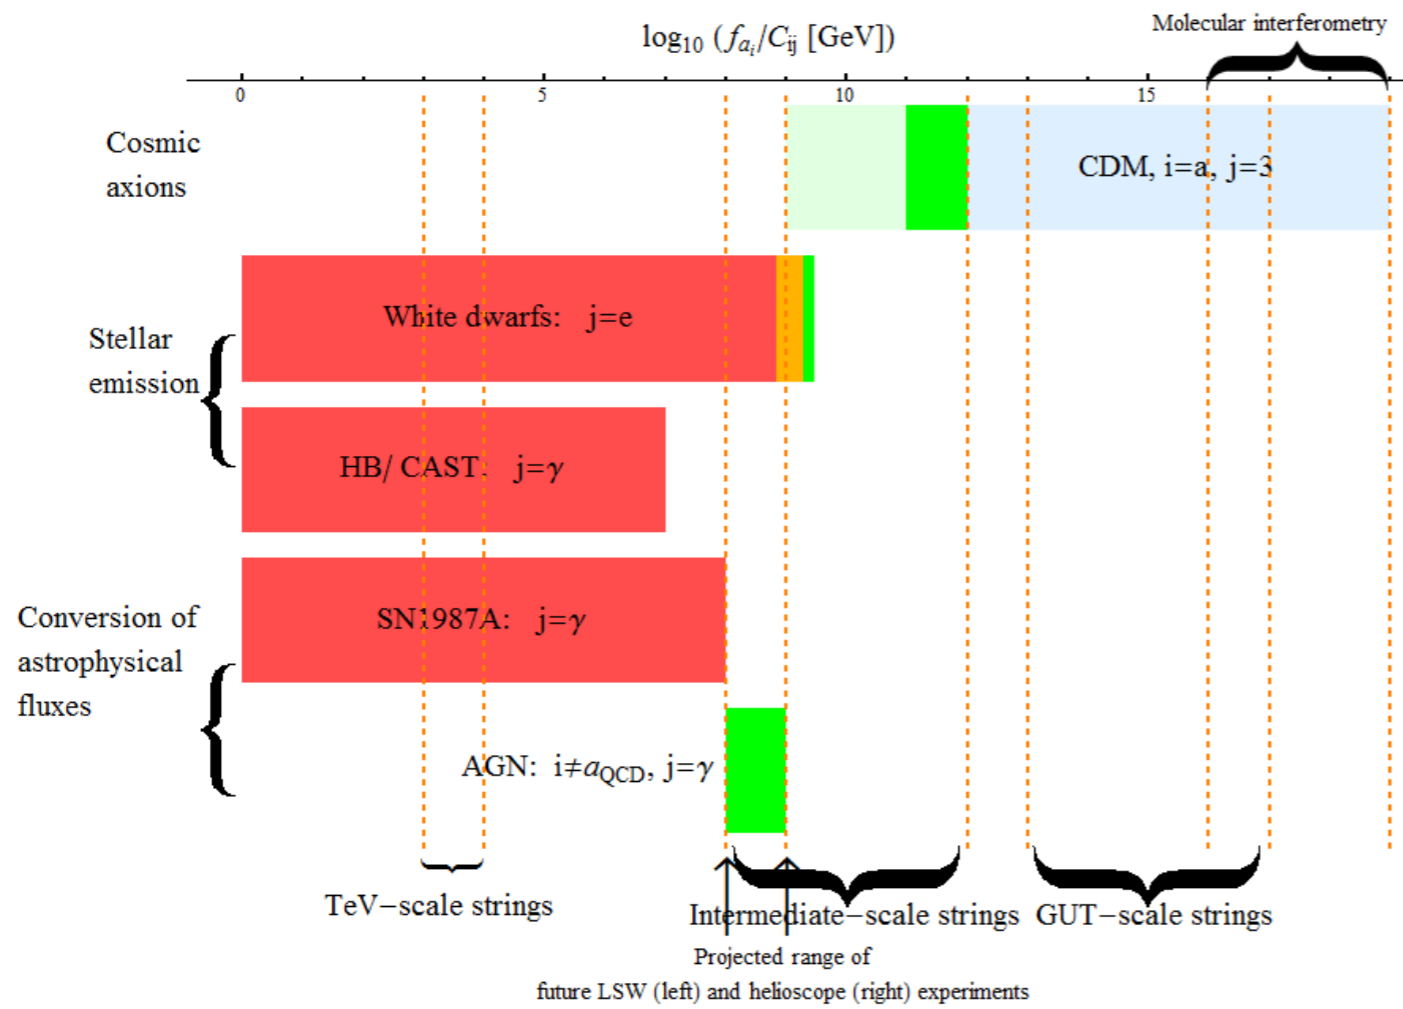 Molecular interferometry
log₁₀ (f_{a_i}/C_{ij} [GeV])
0 5 10 15
Cosmic
axions
CDM, i=a, j=3
White dwarfs: j=e
Stellar
emission
HB/ CAST: j=γ
SN1987A: j=γ
Conversion of
astrophysical
fluxes
AGN: i≠a_{QCD}, j=γ
TeV−scale strings
Intermediate−scale strings
GUT−scale strings
Projected range of
future LSW (left) and helioscope (right) experiments